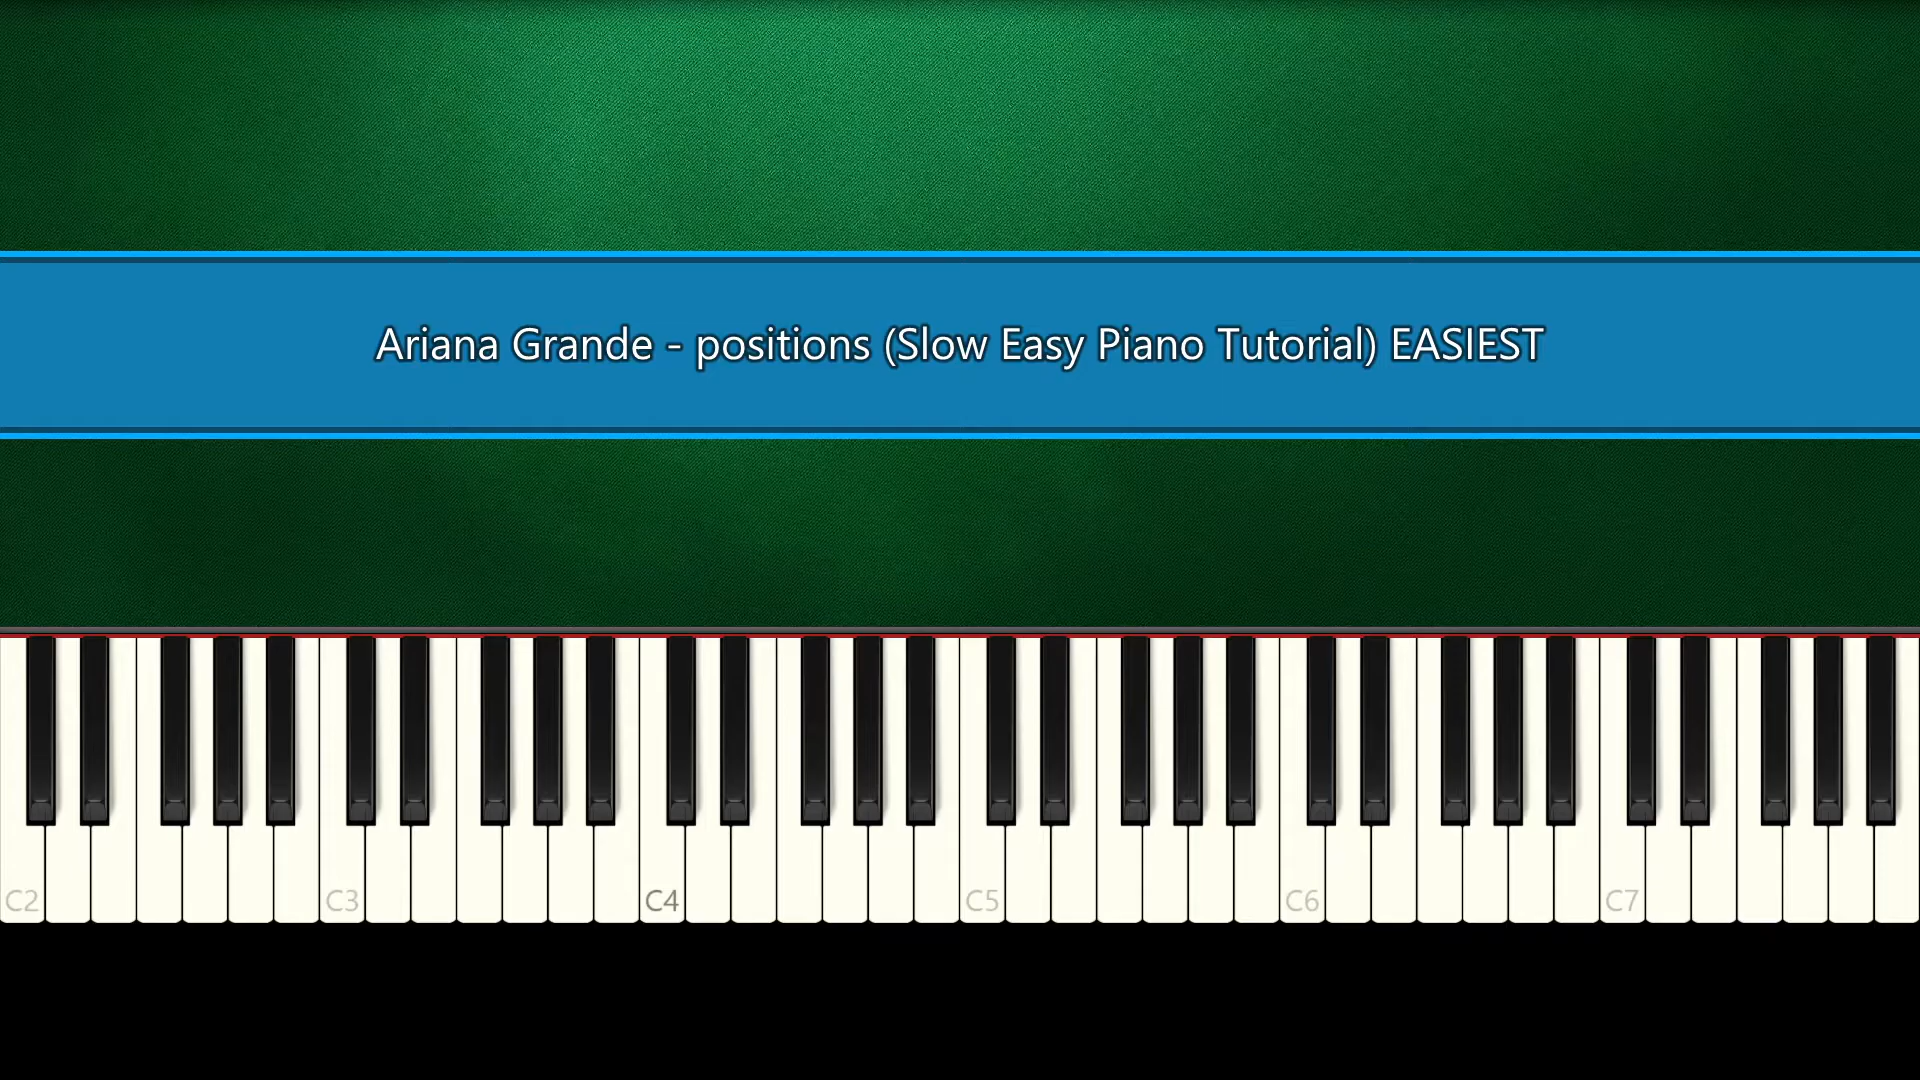 Ariana Grande - positions (Slow Easy Piano Tutorial) EASIEST
C2 C3 C4 C5 C6 C7